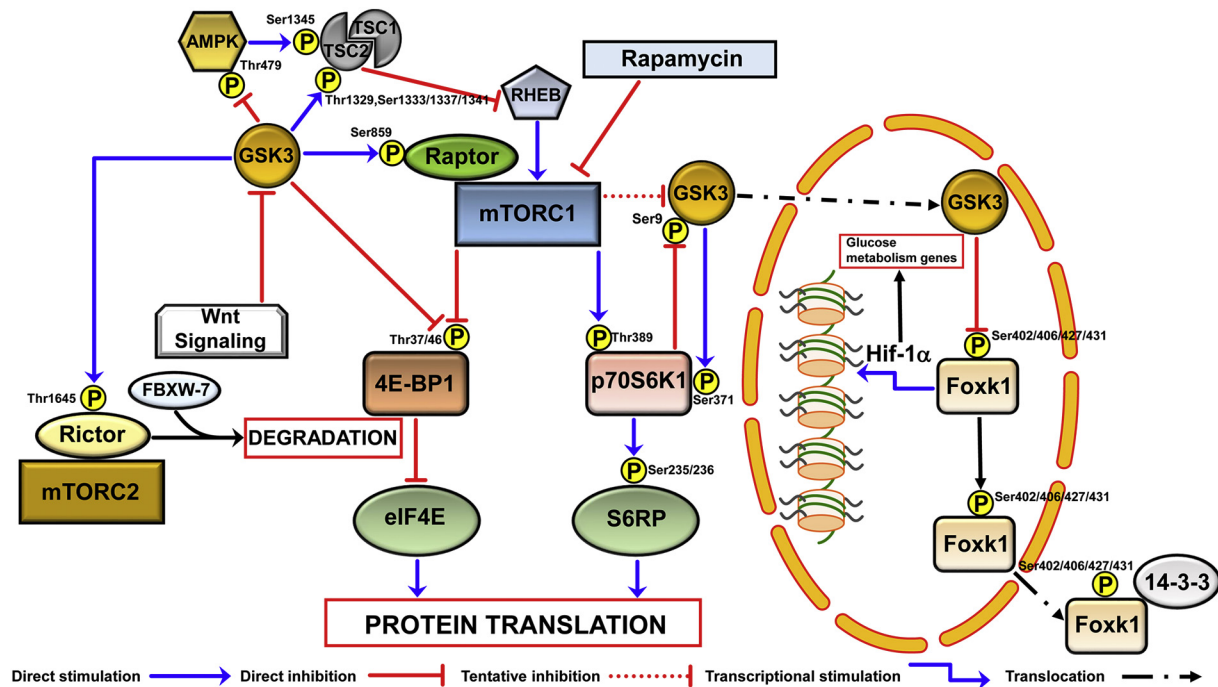 Ser1345
TSC1
AMPK
P
TSC2
Rapamycin
Thr479
P
P
Thr1329,Ser1333/1337/1341
RHEB
Ser859
GSK3
P
Raptor
GSK3
GSK3
mTORC1
Ser9
P
Glucose
metabolism genes
Wnt
Signaling
Thr37/46
P
P
Thr389
P
Ser402/406/427/431
Hif-1α
4E-BP1
p70S6K1
P
Ser371
Foxk1
Thr1645
P
FBXW-7
Rictor
DEGRADATION
P
Ser235/236
mTORC2
P
Ser402/406/427/431
eIF4E
S6RP
Foxk1
Ser402/406/427/431
P
14-3-3
Foxk1
PROTEIN TRANSLATION
Direct stimulation
Direct inhibition
Tentative inhibition
Transcriptional stimulation
Translocation